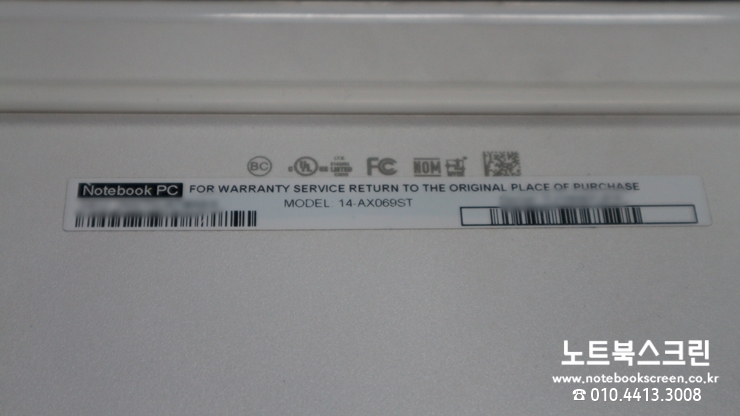 BC UL FC NOM
Notebook PC FOR WARRANTY SERVICE RETURN TO THE ORIGINAL PLACE OF PURCHASE
MODEL: 14-AX069ST
노트북스크린
www.notebookscreen.co.kr
☎ 010.4413.3008